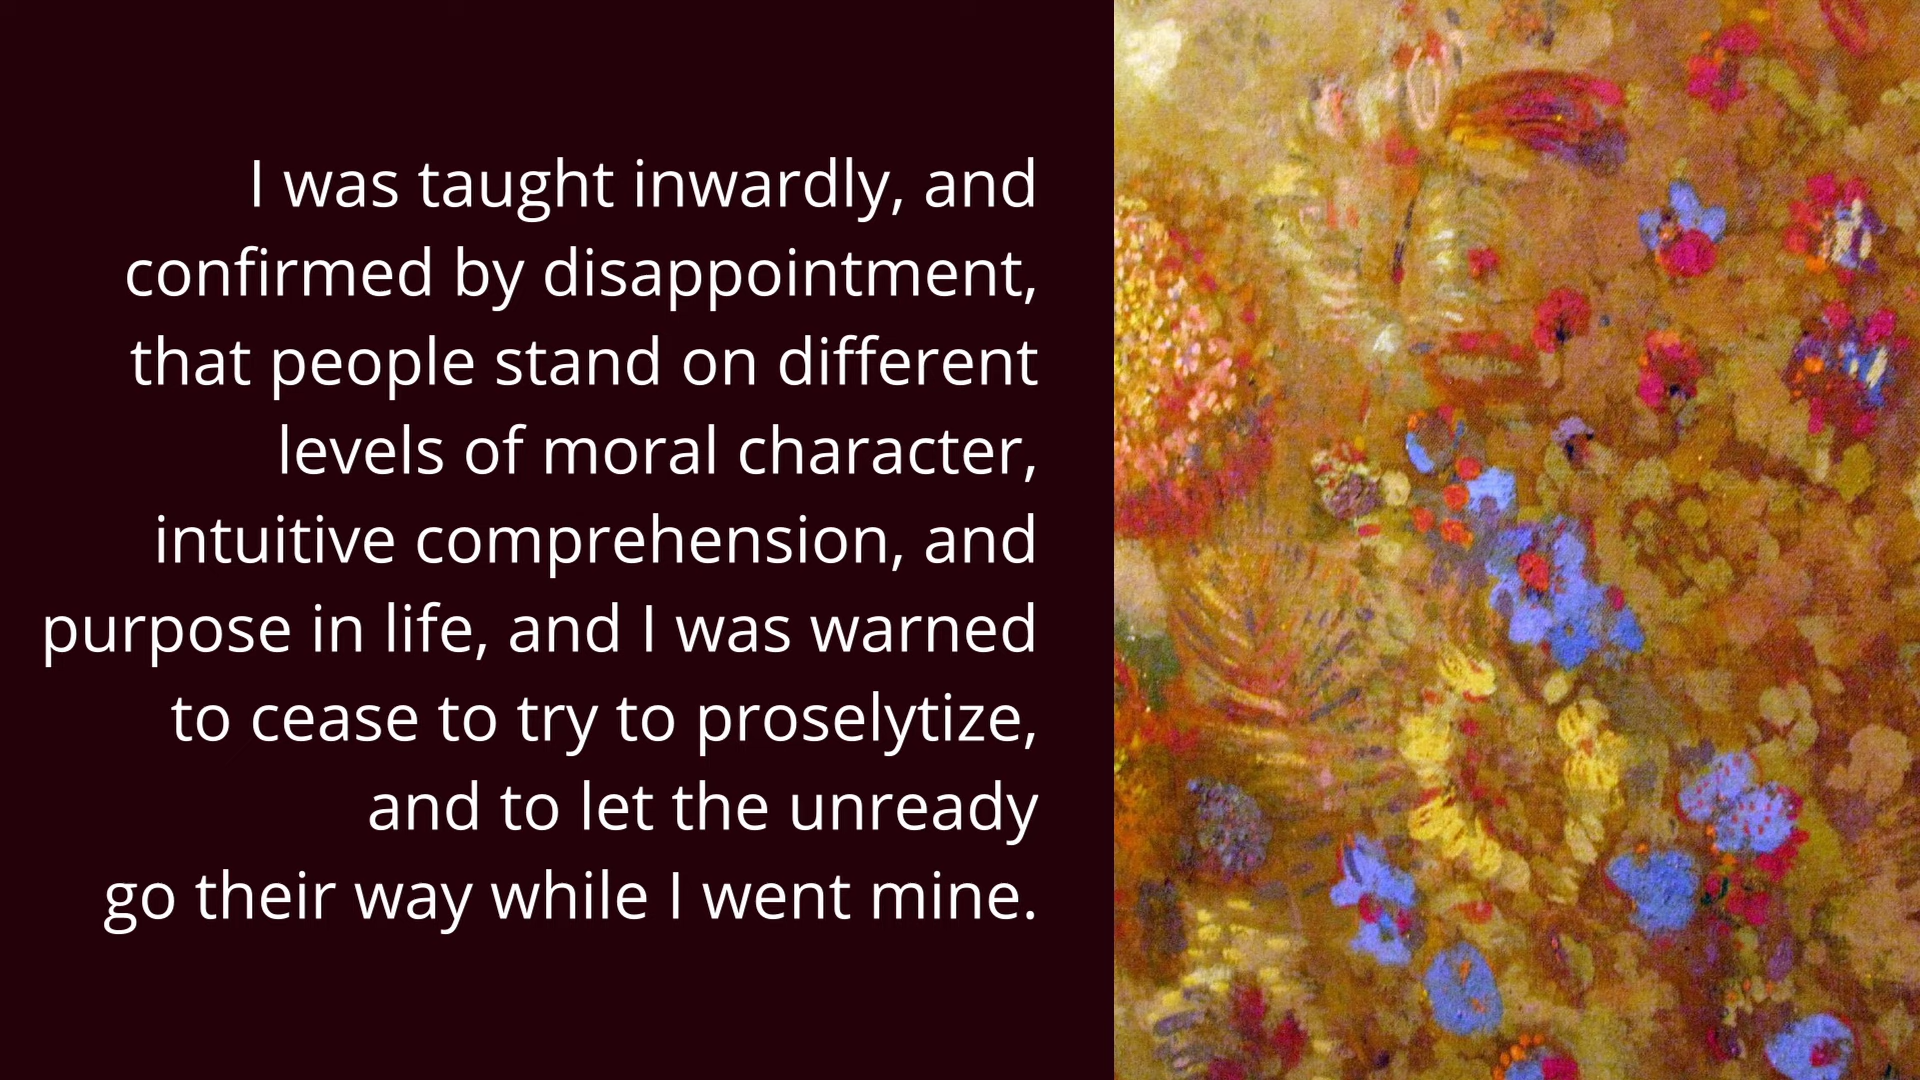 I was taught inwardly, and
confirmed by disappointment,
that people stand on different
levels of moral character,
intuitive comprehension, and
purpose in life, and I was warned
to cease to try to proselytize,
and to let the unready
go their way while I went mine.